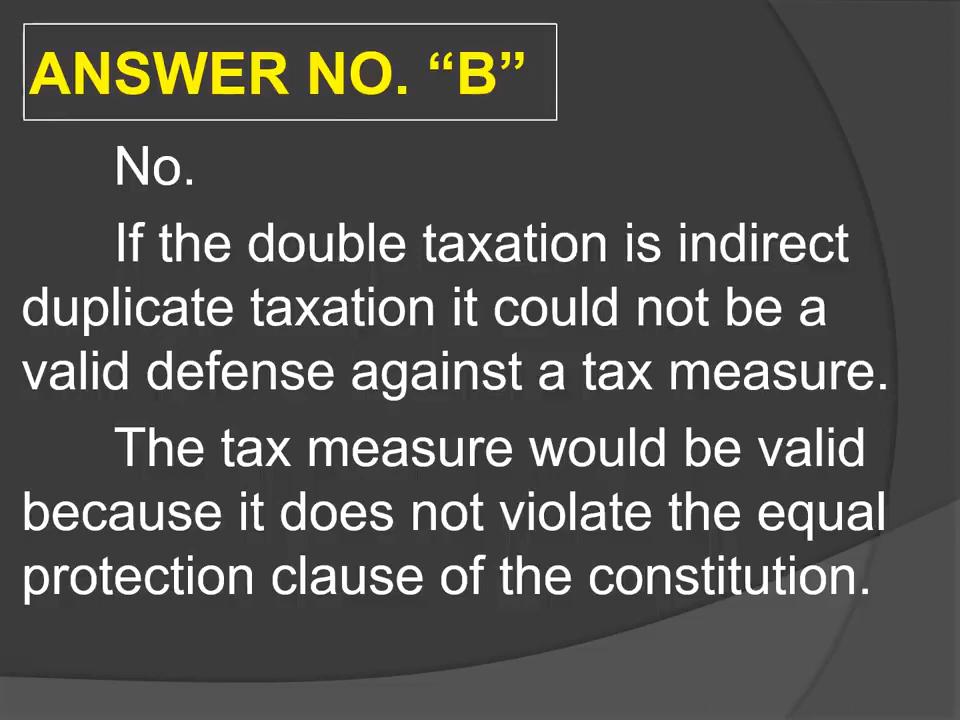 ANSWER NO. “B”
No.
If the double taxation is indirect
duplicate taxation it could not be a
valid defense against a tax measure.
The tax measure would be valid
because it does not violate the equal
protection clause of the constitution.